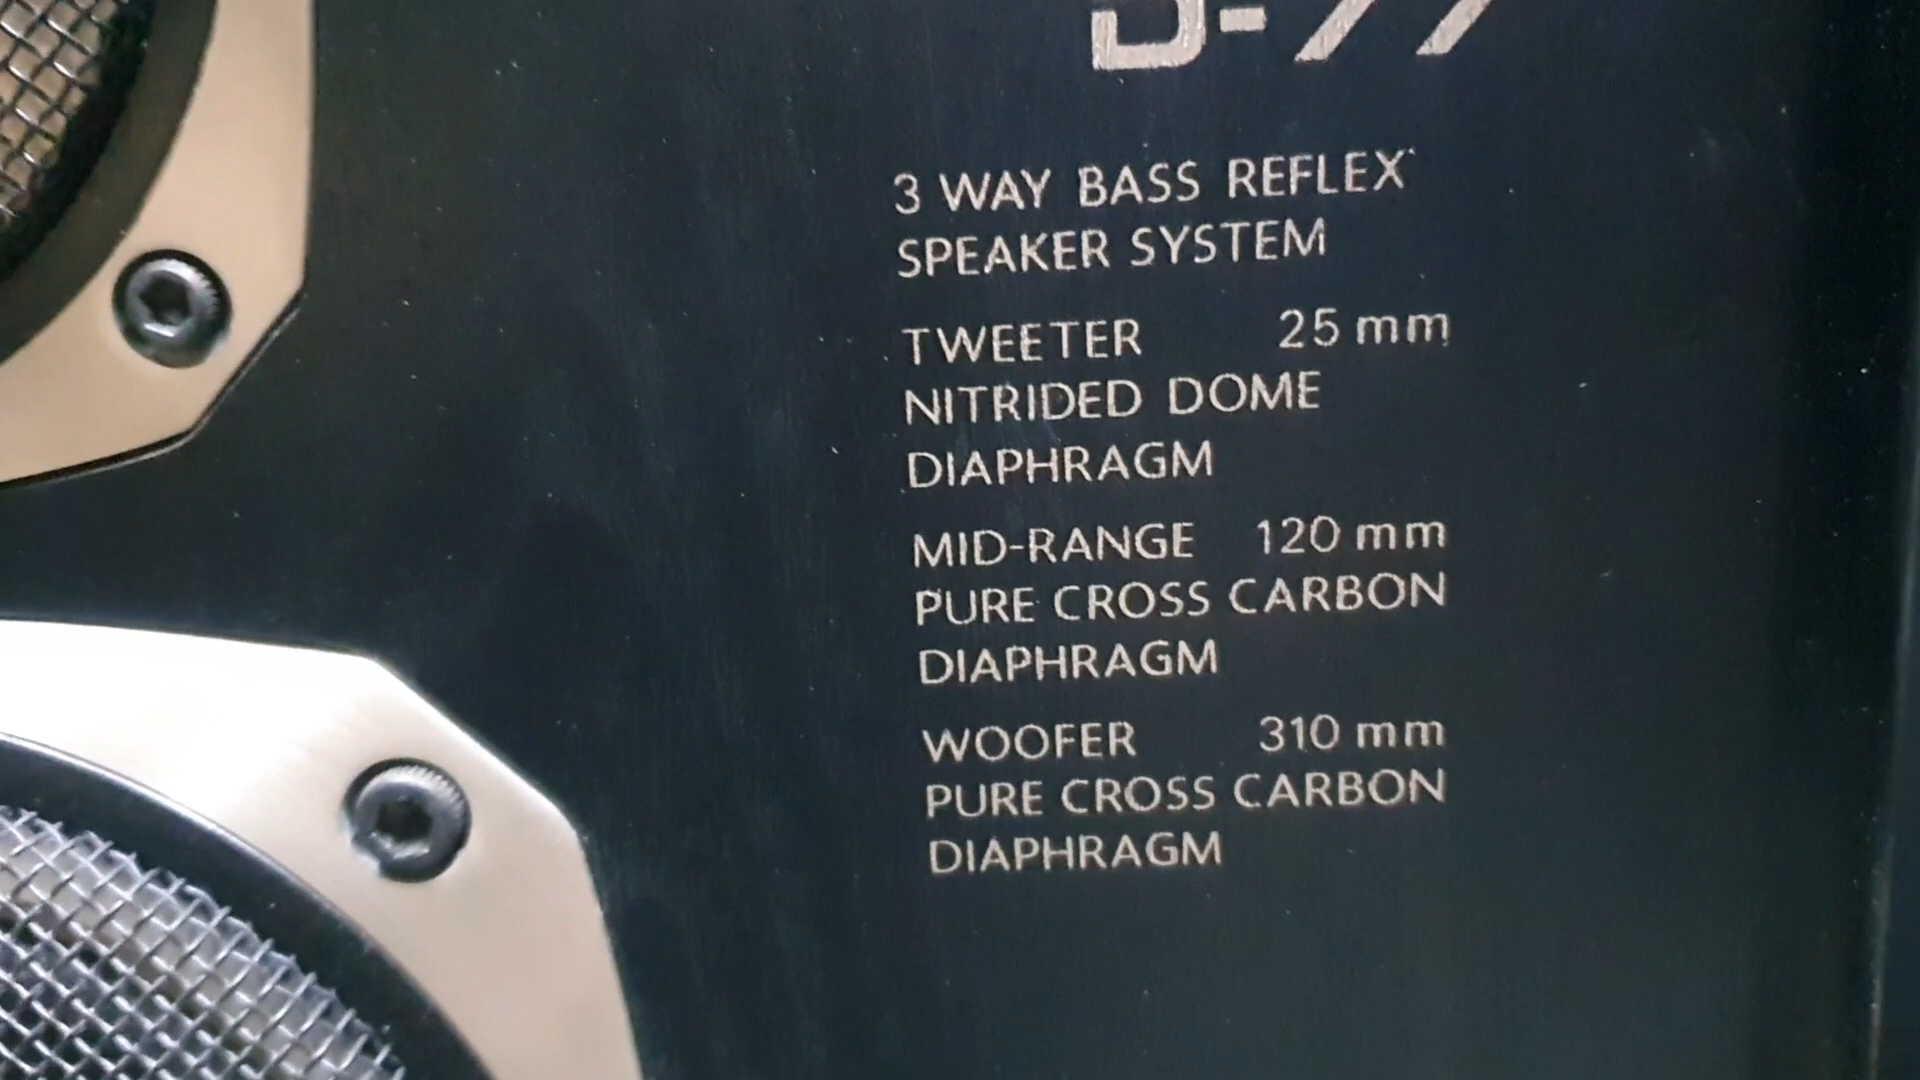 3 WAY BASS REFLEX
SPEAKER SYSTEM
TWEETER 25 mm
NITRIDED DOME
DIAPHRAGM
MID-RANGE 120 mm
PURE CROSS CARBON
DIAPHRAGM
WOOFER 310 mm
PURE CROSS CARBON
DIAPHRAGM